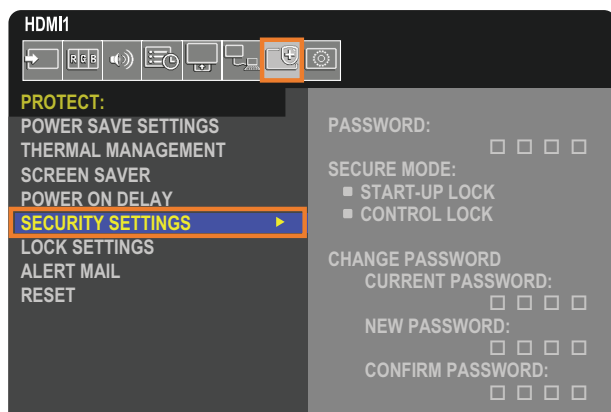 HDMI1
RGB
PROTECT:
POWER SAVE SETTINGS
THERMAL MANAGEMENT
SCREEN SAVER
POWER ON DELAY
SECURITY SETTINGS
LOCK SETTINGS
ALERT MAIL
RESET
PASSWORD:
SECURE MODE:
START-UP LOCK
CONTROL LOCK
CHANGE PASSWORD
CURRENT PASSWORD:
NEW PASSWORD:
CONFIRM PASSWORD: